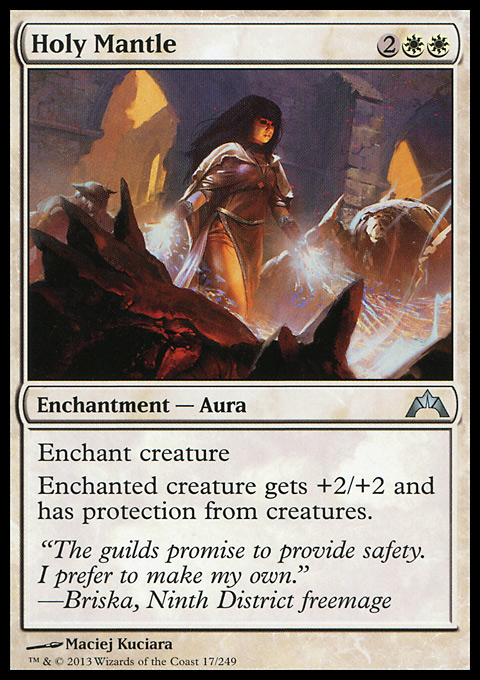 Holy Mantle 2
Enchantment — Aura
Enchant creature
Enchanted creature gets +2/+2 and
has protection from creatures.
“The guilds promise to provide safety.
I prefer to make my own.”
—Briska, Ninth District freemage
Maciej Kuciara
™ & © 2013 Wizards of the Coast 17/249